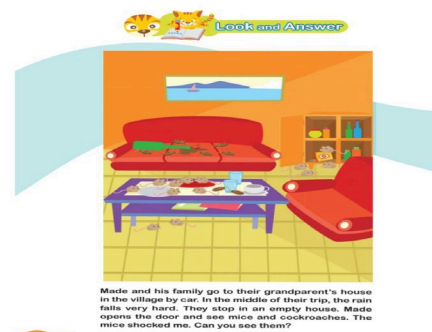 Look and Answer
Made and his family go to their grandparent's house
in the village by car. In the middle of their trip, the rain
falls very hard. They stop in an empty house. Made
opens the door and see mice and cockroaches. The
mice shocked me. Can you see them?